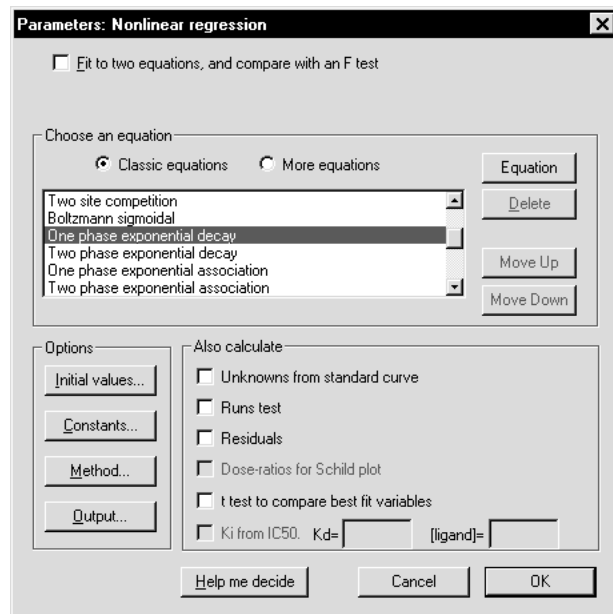 Parameters: Nonlinear regression
Fit to two equations, and compare with an F test
Choose an equation
Classic equations More equations
Equation
Two site competition
Boltzmann sigmoidal
One phase exponential decay
Two phase exponential decay
One phase exponential association
Two phase exponential association
Delete
Move Up
Move Down
Options
Initial values...
Constants...
Method...
Output...
Also calculate
Unknowns from standard curve
Runs test
Residuals
Dose-ratios for Schild plot
t test to compare best fit variables
Ki from IC50. Kd= [ligand]=
Help me decide Cancel OK